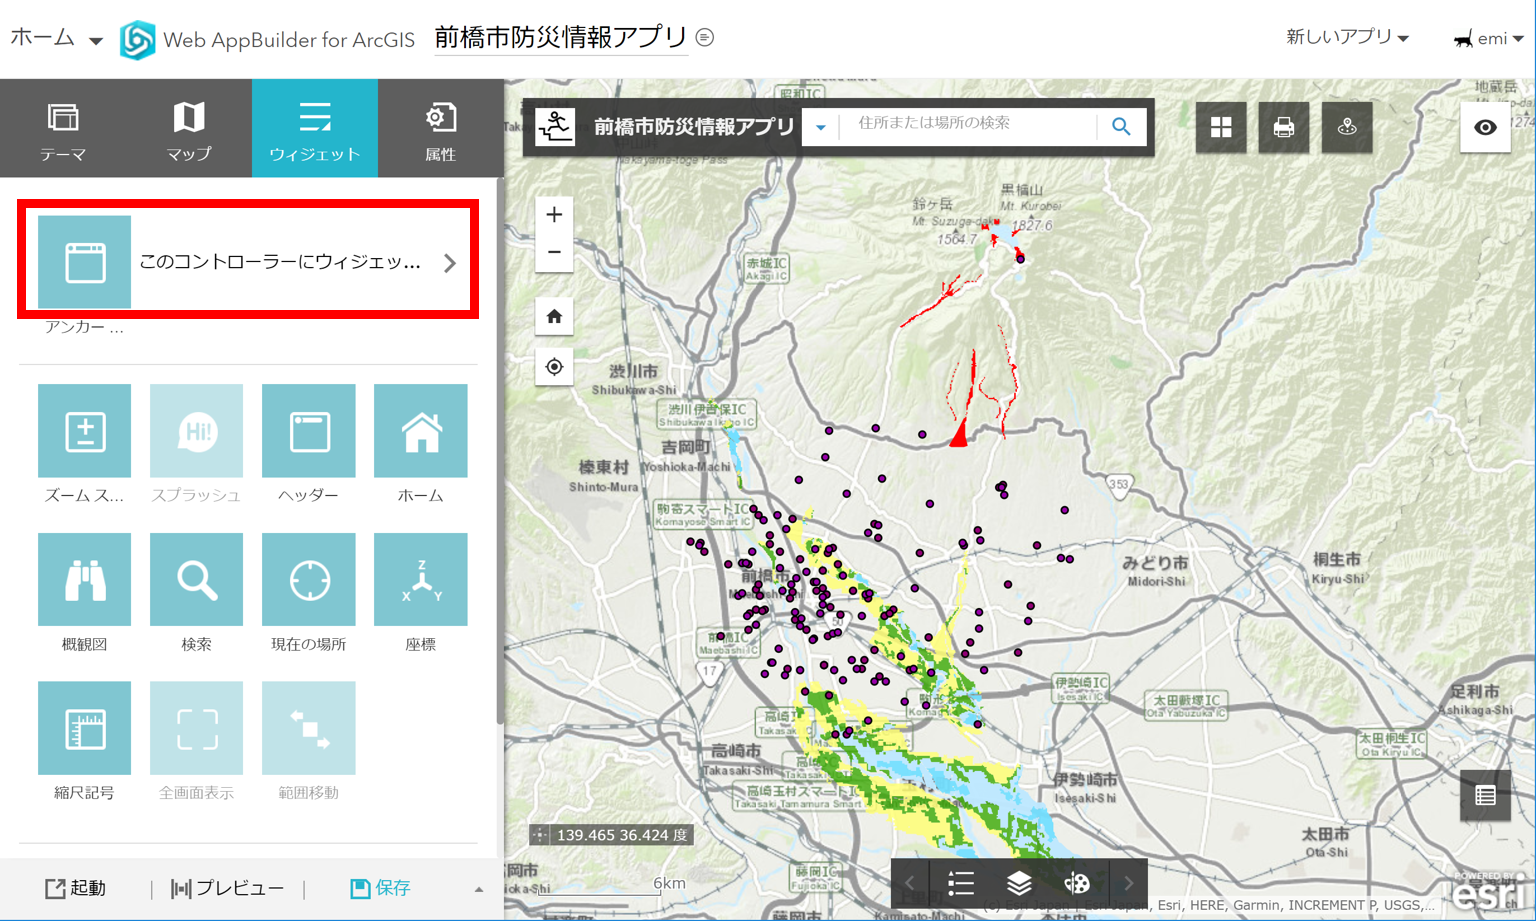 ホーム
Web AppBuilder for ArcGIS
前橋市防災情報アプリ
新しいアプリ
emi
テーマ
マップ
ウィジェット
属性
このコントローラーにウィジェッ...
アンカー ...
ズーム ス...
スプラッシュ
Hi!
ヘッダー
ホーム
概観図
検索
現在の場所
座標
Z
X Y
縮尺記号
全画面表示
範囲移動
起動
プレビュー
保存
前橋市防災情報アプリ
住所または場所の検索
昭和IC
地蔵岳
黒檜山
Mt. Kurobei
1827.6
鈴ヶ岳
Mt. Suzuga-dake
1564.7
赤城IC
Akagi IC
渋川市
Shibukawa-Shi
渋川伊香保IC
Shibukawa Ikaho IC
吉岡町
Yoshioka-Machi
榛東村
Shinto-Mura
駒寄スマートIC
Komayose Smart IC
353
みどり市
Midori-Shi
桐生市
Kiryu-Shi
前橋市
50
前橋IC
Maebashi IC
17
伊勢崎IC
Isesaki IC
太田藪塚IC
Ota Yabuzuka IC
足利市
Ashikaga-Shi
太田桐生IC
Ota Kiryu IC
高崎市
Takasaki-Shi
高崎玉村スマートIC
Takasaki Tamamura Smart
伊勢崎市
Isesaki-Shi
太田市
Ota-Shi
139.465 36.424 度
藤岡IC
Fujioka IC
6km
藤岡市
(c) Esri Japan | Esri Japan, Esri, HERE, Garmin, INCREMENT P, USGS,...
POWERED BY
esri